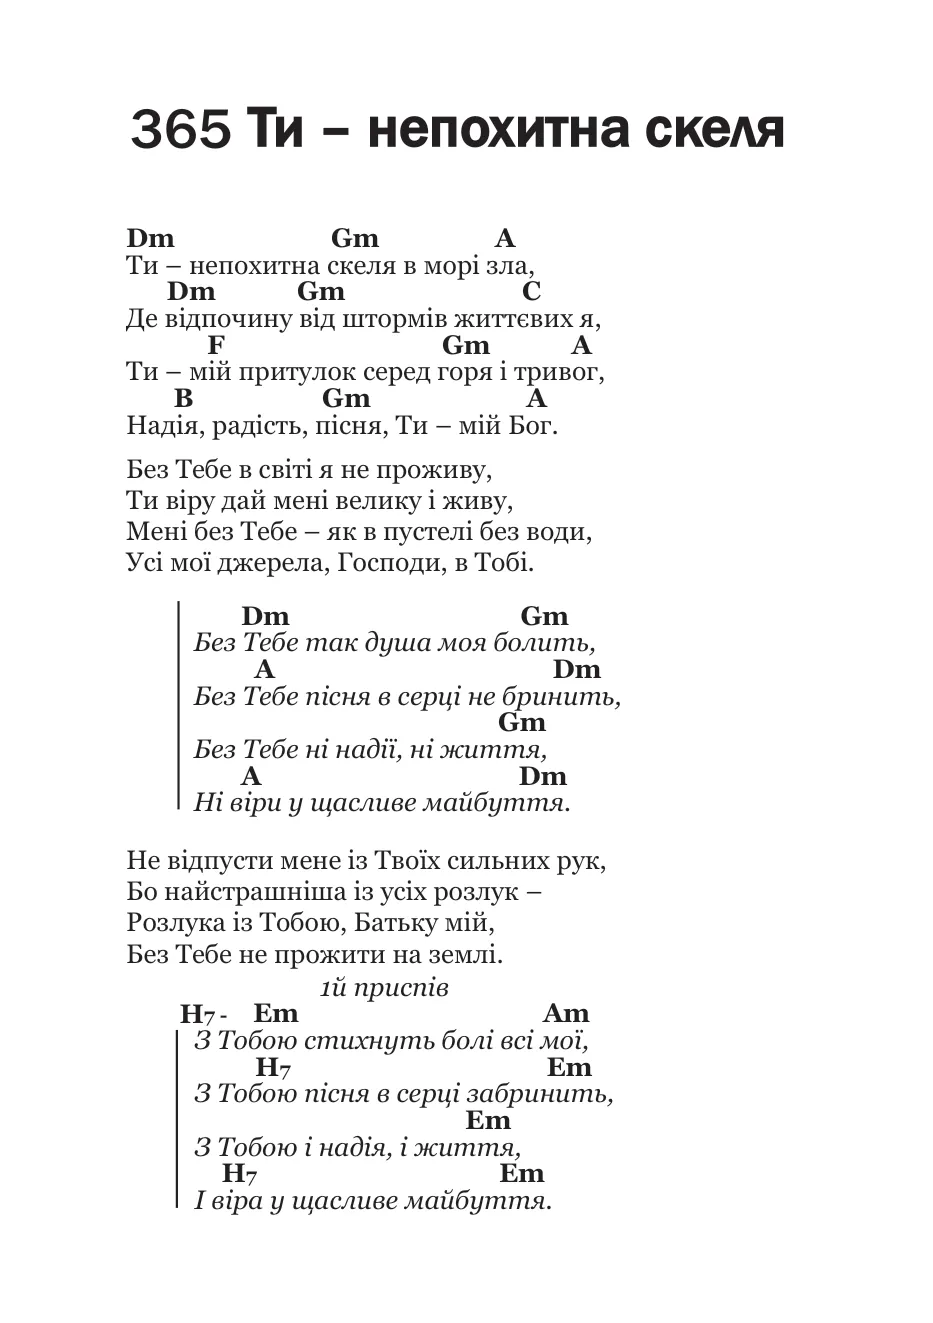 365 Ти – непохитна скеля
Dm Gm A
Ти – непохитна скеля в морі зла,
Dm Gm C
Де відпочину від штормів життєвих я,
F Gm A
Ти – мій притулок серед горя і тривог,
B Gm A
Надія, радість, пісня, Ти – мій Бог.
Без Тебе в світі я не проживу,
Ти віру дай мені велику і живу,
Мені без Тебе – як в пустелі без води,
Усі мої джерела, Господи, в Тобі.
Dm Gm
Без Тебе так душа моя болить,
A Dm
Без Тебе пісня в серці не бринить,
Gm
Без Тебе ні надії, ні життя,
A Dm
Ні віри у щасливе майбуття.
Не відпусти мене із Твоїх сильних рук,
Бо найстрашніша із усіх розлук –
Розлука із Тобою, Батьку мій,
Без Тебе не прожити на землі.
1й приспів
H7 - Em Am
З Тобою стихнуть болі всі мої,
H7 Em
З Тобою пісня в серці забринить,
Em
З Тобою і надія, і життя,
H7 Em
І віра у щасливе майбуття.